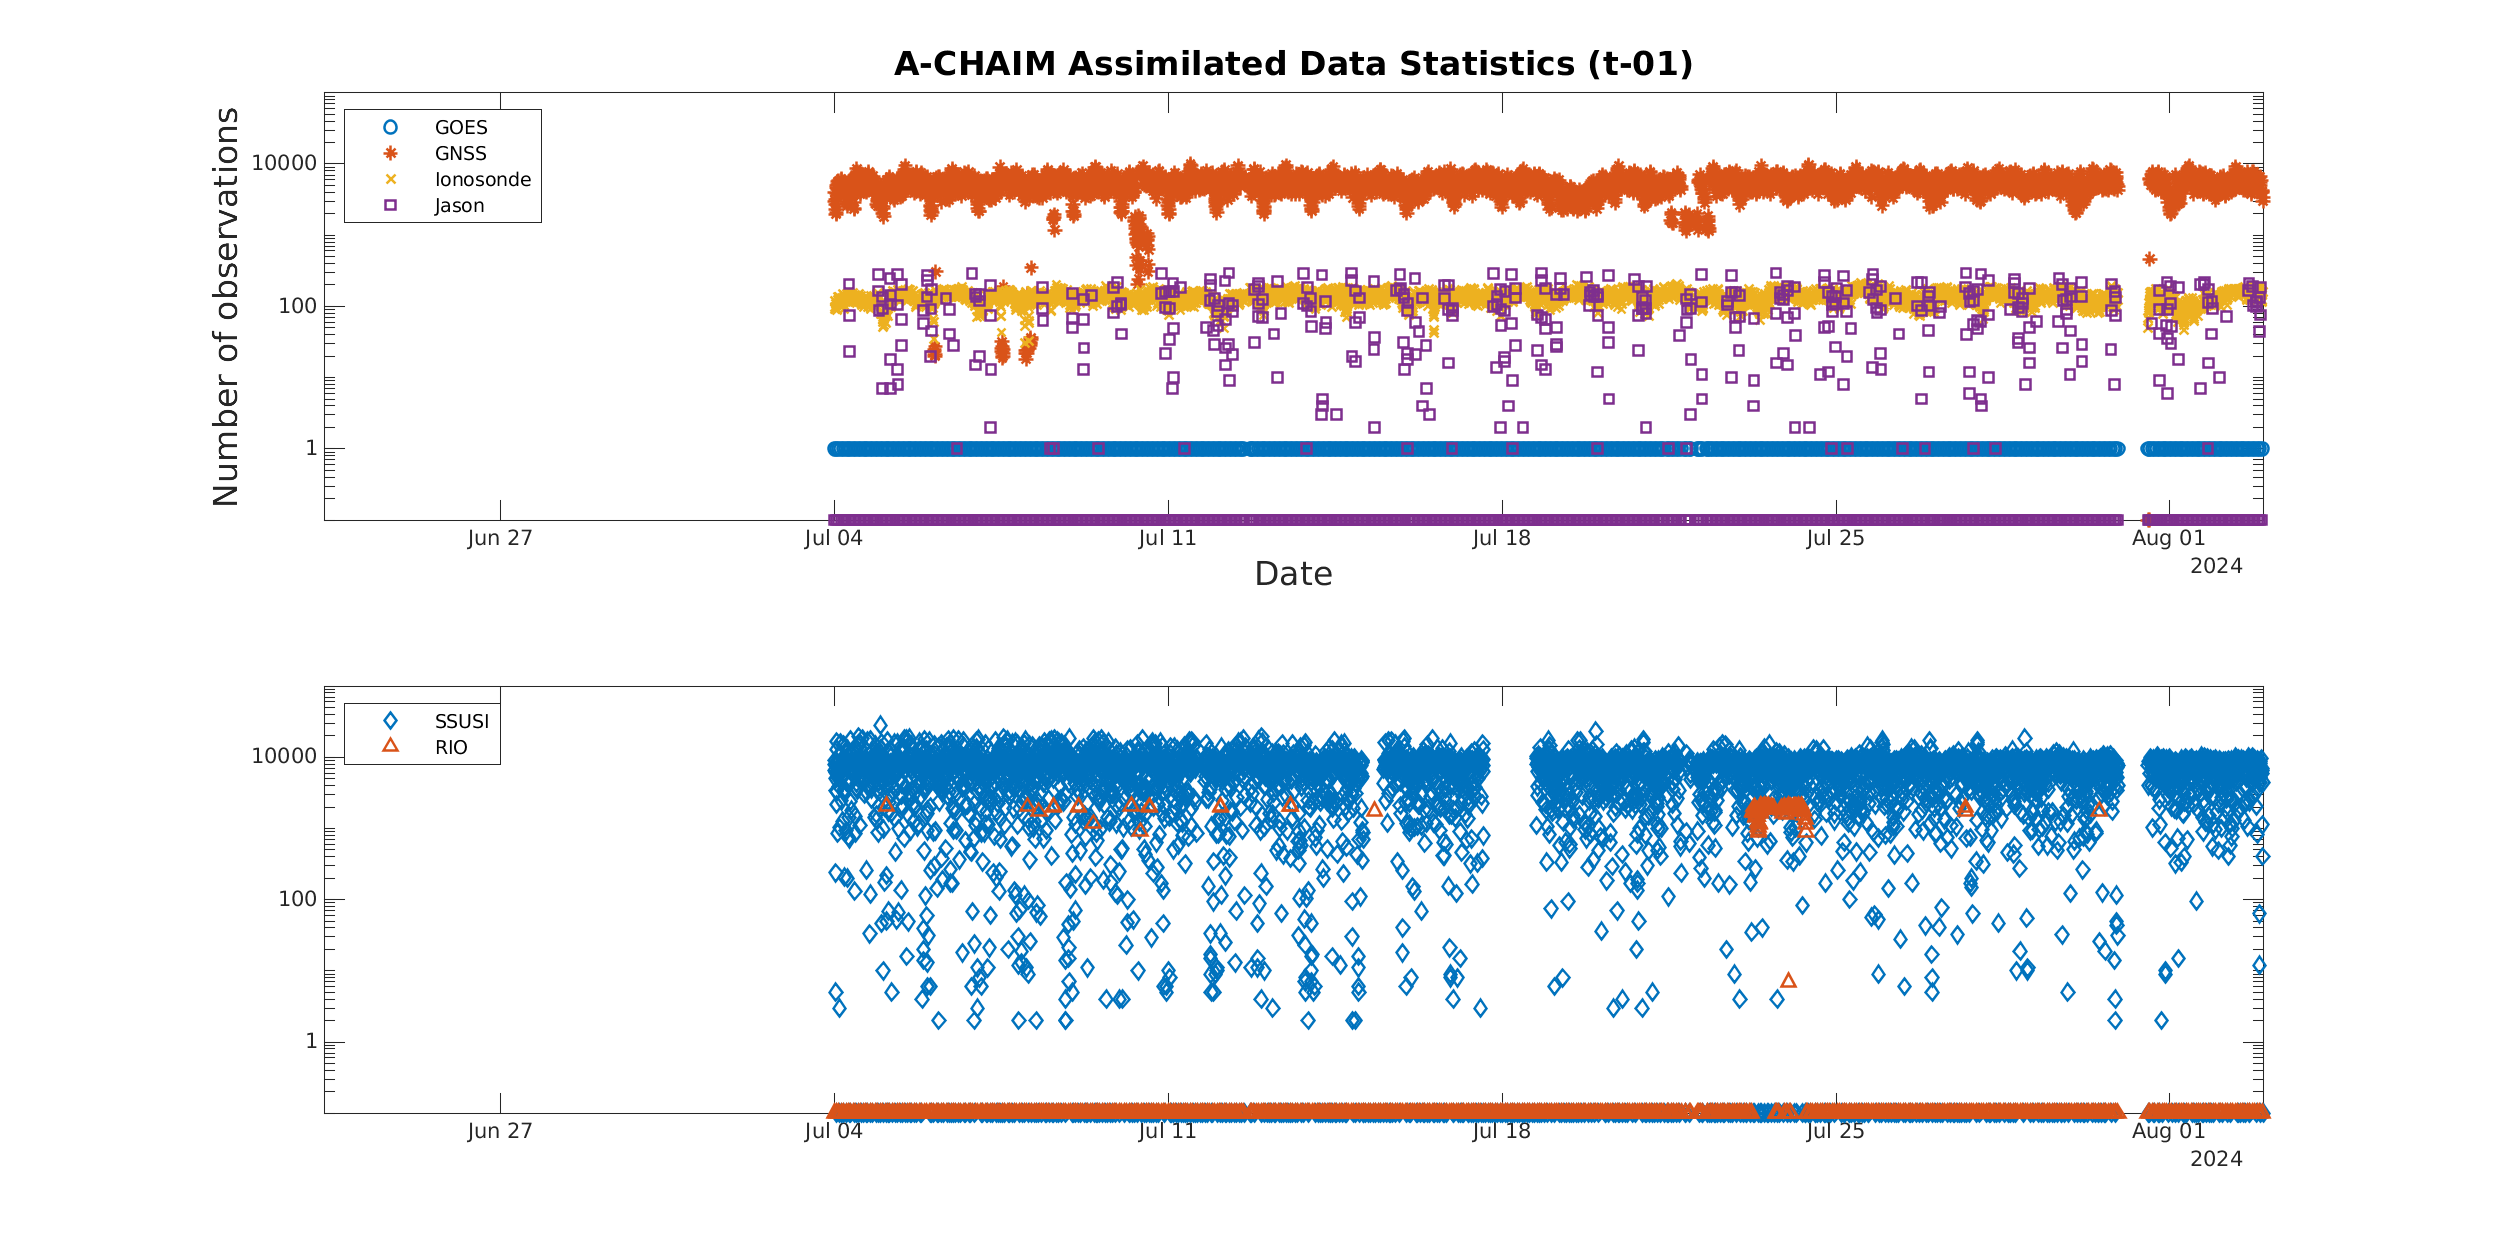 A-CHAIM Assimilated Data Statistics (t-01)
Number of observations
10000
100
1
GOES
GNSS
Ionosonde
Jason
Jun 27
Jul 04
Jul 11
Jul 18
Jul 25
Aug 01
2024
Date
10000
100
1
SSUSI
RIO
Jun 27
Jul 04
Jul 11
Jul 18
Jul 25
Aug 01
2024